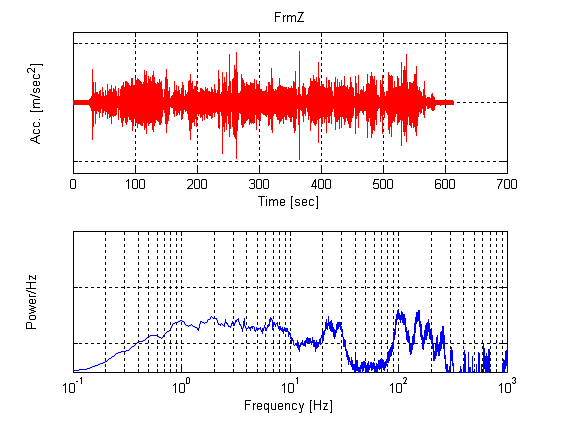 FrmZ
Acc. [m/sec²]
0 100 200 300 400 500 600 700
Time [sec]
Power/Hz
10⁻¹ 10⁰ 10¹ 10² 10³
Frequency [Hz]